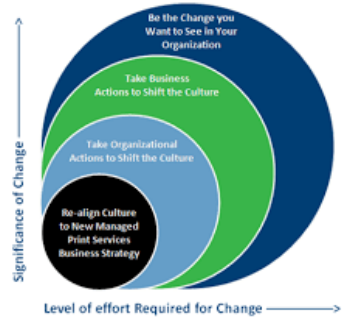 Be the Change you
Want to See in Your
Organization
Take Business
Actions to Shift the Culture
Take Organizational
Actions to Shift the Culture
Re-align Culture
to New Managed
Print Services
Business Strategy
Significance of Change
Level of effort Required for Change